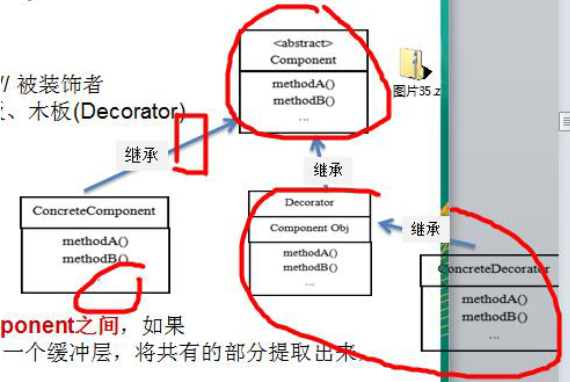 <abstract>
Component
methodA()
methodB()
...
图片35.z
// 被装饰者
、木板(Decorator)
继承
继承
继承
ConcreteComponent
methodA()
methodB()
Decorator
Component Obj
methodA()
methodB()
...
ConcreteDecorator
methodA()
methodB()
...
ponent之间，如果
一个缓冲层，将共有的部分提取出来